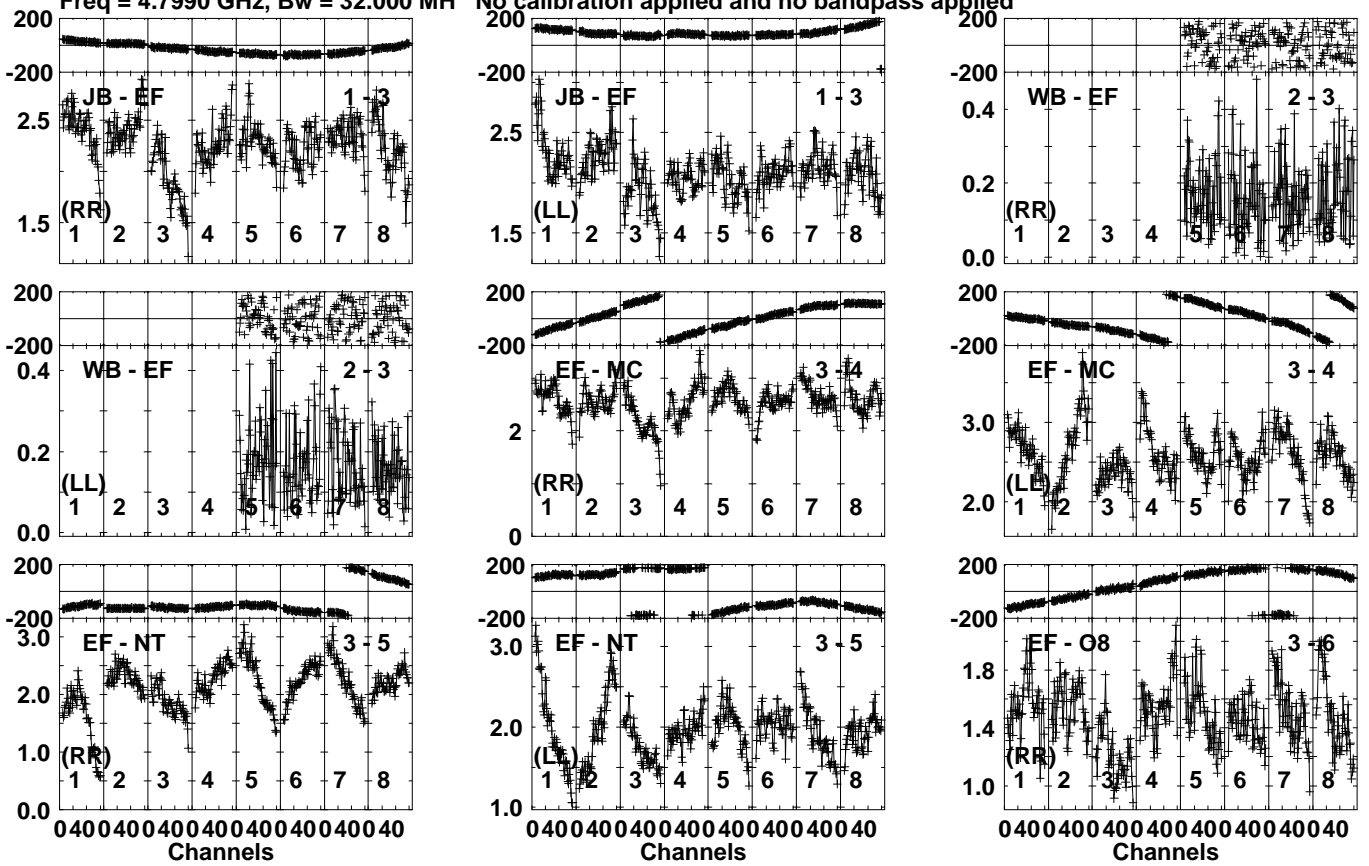 Freq = 4.7990 GHz, Bw = 32.000 MH No calibration applied and no bandpass applied
200 200 200
-200 -200 -200
JB - EF 1 - 3 JB - EF 1 - 3 WB - EF 2 - 3
2.5 2.5 0.4
0.2
(RR) (LL) (RR)
1.5 1.5
1 2 3 4 5 6 7 8 1 2 3 4 5 6 7 8 1 2 3 4 5 6 7 8
0.0
200 200 200
-200 -200 -200
WB - EF 2 - 3 EF - MC 3 - 4 EF - MC 3 - 4
0.4
2 3.0
0.2
(LL) (RR) (LL)
1 2 3 4 5 6 7 8 1 2 3 4 5 6 7 8 1 2 3 4 5 6 7 8
2.0
0.0 0
200 200 200
-200 -200 -200
EF - NT 3 - 5 EF - NT 3 - 5 EF - O8 3 - 6
3.0 3.0 1.8
2.0 2.0 1.4
1.0 1.0
(RR) (LL) (RR)
1 2 3 4 5 6 7 8 1 2 3 4 5 6 7 8 1 2 3 4 5 6 7 8
0.0 1.0
0 40 0 40 0 40 0 40 0 40 0 40 0 40 0 40 0 40 0 40 0 40 0 40 0 40 0 40 0 40 0 40 0 40 0 40 0 40 0 40 0 40 0 40 0 40 0 40
Channels Channels Channels